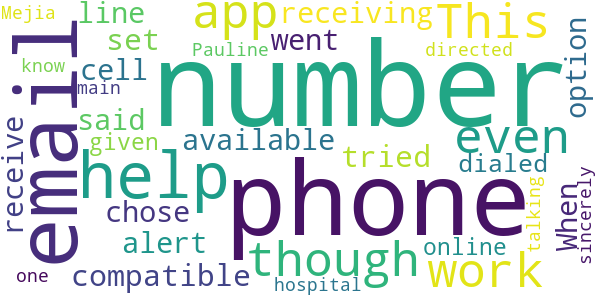 Mejia
line
app
receiving
This
set
Pauline
went
directed
know
cell
main
number
option
email
said
given
available
tried
even
dialed
receive
help
phone
chose
alert
though
online
work
talking
When
sincerely
one
compatible
hospital